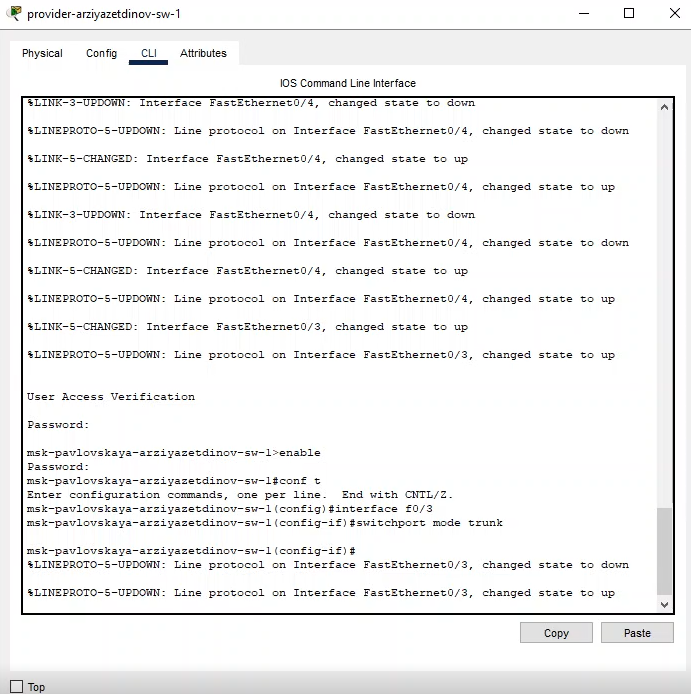 provider-arziyazetdinov-sw-1
Physical Config CLI Attributes
IOS Command Line Interface
%LINK-3-UPDOWN: Interface FastEthernet0/4, changed state to down
%LINEPROTO-5-UPDOWN: Line protocol on Interface FastEthernet0/4, changed state to down
%LINK-5-CHANGED: Interface FastEthernet0/4, changed state to up
%LINEPROTO-5-UPDOWN: Line protocol on Interface FastEthernet0/4, changed state to up
%LINK-3-UPDOWN: Interface FastEthernet0/4, changed state to down
%LINEPROTO-5-UPDOWN: Line protocol on Interface FastEthernet0/4, changed state to down
%LINK-5-CHANGED: Interface FastEthernet0/4, changed state to up
%LINEPROTO-5-UPDOWN: Line protocol on Interface FastEthernet0/4, changed state to up
%LINK-5-CHANGED: Interface FastEthernet0/3, changed state to up
%LINEPROTO-5-UPDOWN: Line protocol on Interface FastEthernet0/3, changed state to up
User Access Verification
Password:
msk-pavlovskaya-arziyazetdinov-sw-1>enable
Password:
msk-pavlovskaya-arziyazetdinov-sw-1#conf t
Enter configuration commands, one per line.  End with CNTL/Z.
msk-pavlovskaya-arziyazetdinov-sw-1(config)#interface f0/3
msk-pavlovskaya-arziyazetdinov-sw-1(config-if)#switchport mode trunk
msk-pavlovskaya-arziyazetdinov-sw-1(config-if)#
%LINEPROTO-5-UPDOWN: Line protocol on Interface FastEthernet0/3, changed state to down
%LINEPROTO-5-UPDOWN: Line protocol on Interface FastEthernet0/3, changed state to up
Copy Paste
Top